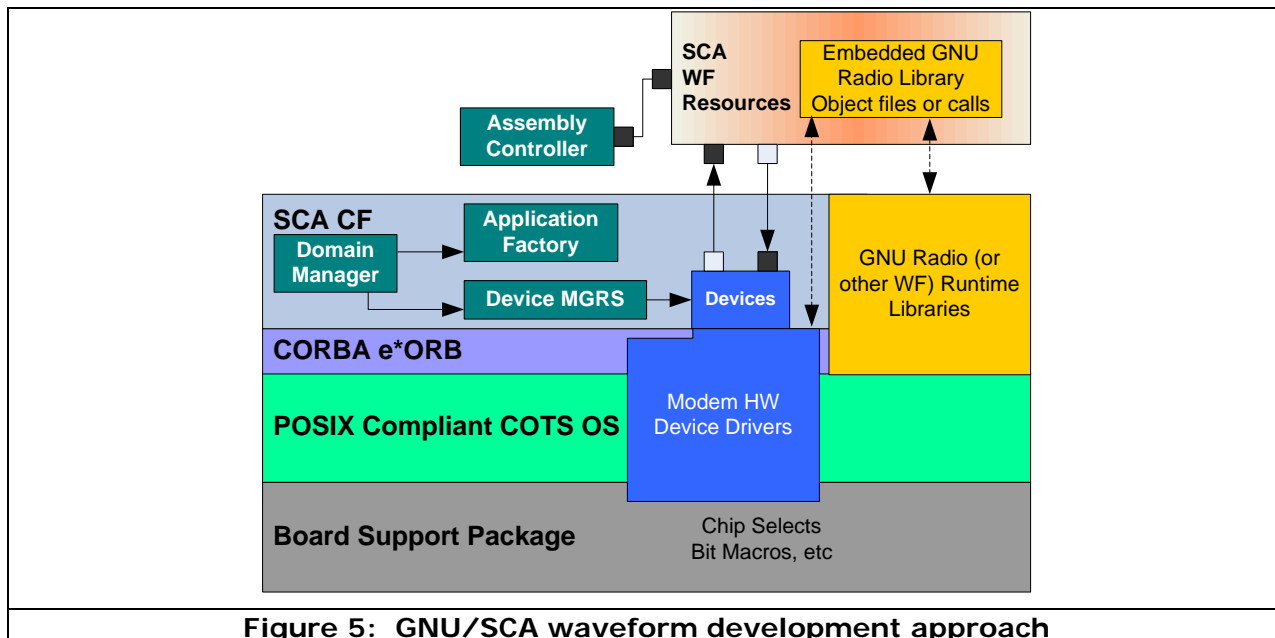 SCA
WF
Resources
Embedded GNU
Radio Library
Object files or calls
Assembly
Controller
SCA CF
Application
Factory
Domain
Manager
Device MGRS
Devices
GNU Radio (or
other WF) Runtime
Libraries
CORBA e*ORB
Modem HW
Device Drivers
POSIX Compliant COTS OS
Board Support Package
Chip Selects
Bit Macros, etc
Figure 5: GNU/SCA waveform development approach